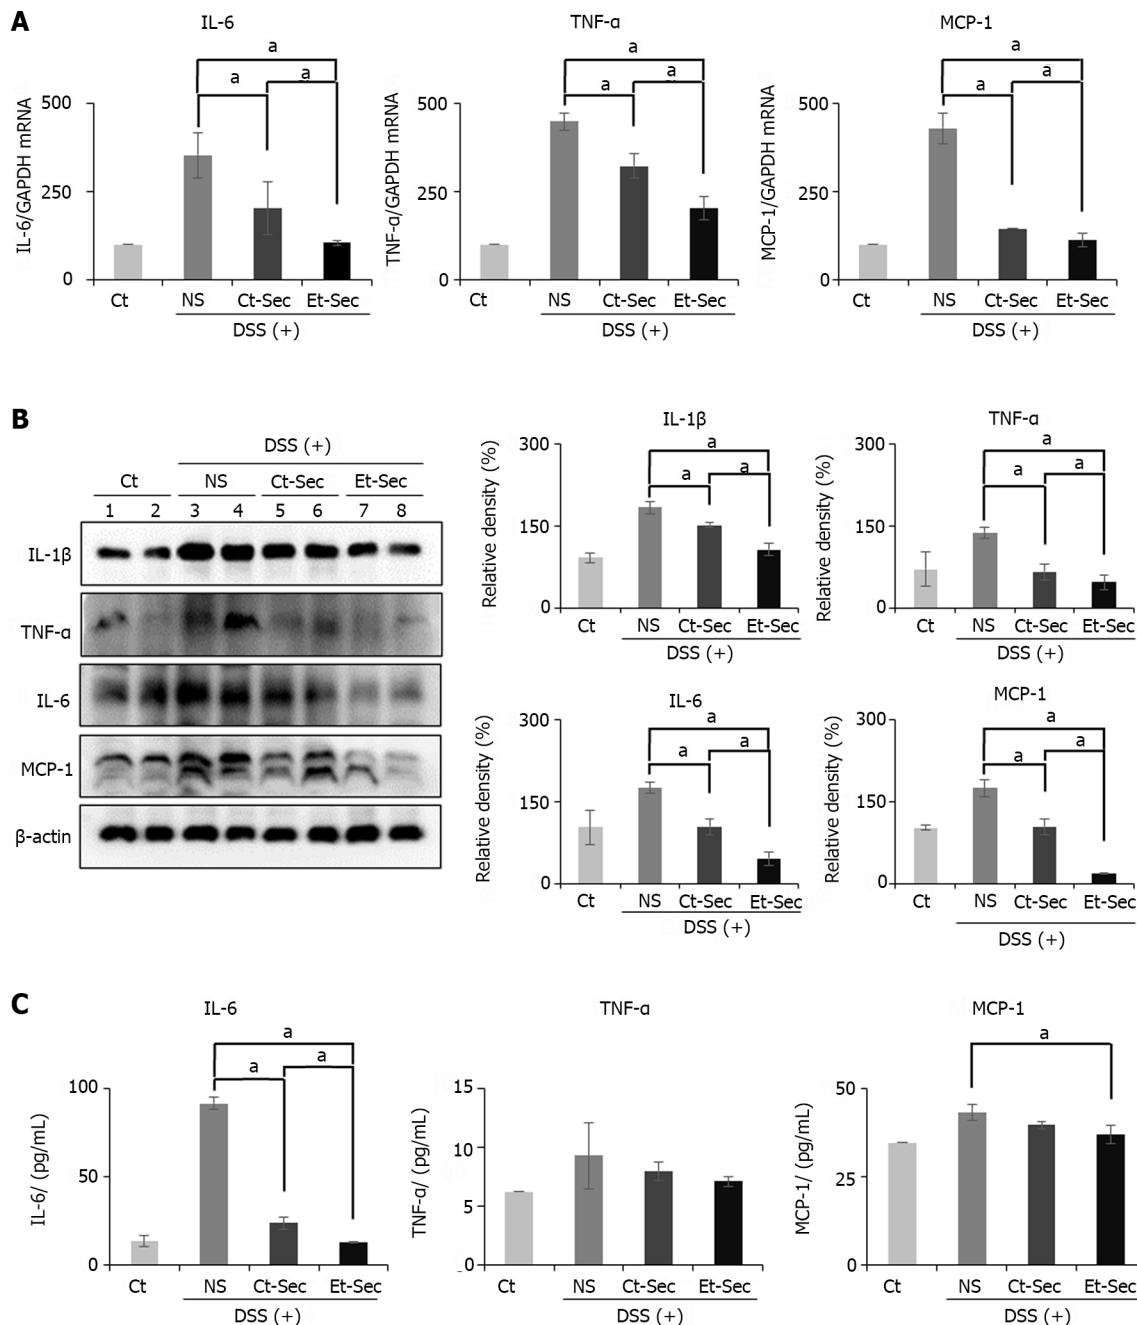 A
IL-6
TNF-α
MCP-1
a
a
a
a
a
a
a
a
a
IL-6/GAPDH mRNA
500
250
0
TNF-α/GAPDH mRNA
500
250
0
MCP-1/GAPDH mRNA
500
250
0
Ct NS Ct-Sec Et-Sec
DSS (+)
Ct NS Ct-Sec Et-Sec
DSS (+)
Ct NS Ct-Sec Et-Sec
DSS (+)
B
DSS (+)
Ct NS Ct-Sec Et-Sec
1 2 3 4 5 6 7 8
IL-1β
TNF-α
IL-6
MCP-1
β-actin
IL-1β
a
a
a
Relative density (%)
300
150
0
Ct NS Ct-Sec Et-Sec
DSS (+)
TNF-α
a
a
a
Relative density (%)
300
150
0
Ct NS Ct-Sec Et-Sec
DSS (+)
IL-6
a
a
a
Relative density (%)
300
150
0
Ct NS Ct-Sec Et-Sec
DSS (+)
MCP-1
a
a
a
Relative density (%)
300
150
0
Ct NS Ct-Sec Et-Sec
DSS (+)
C
IL-6
a
a
a
IL-6/ (pg/mL)
100
50
0
Ct NS Ct-Sec Et-Sec
DSS (+)
TNF-α
TNF-α/ (pg/mL)
15
10
5
0
Ct NS Ct-Sec Et-Sec
DSS (+)
MCP-1
a
MCP-1/ (pg/mL)
50
25
0
Ct NS Ct-Sec Et-Sec
DSS (+)